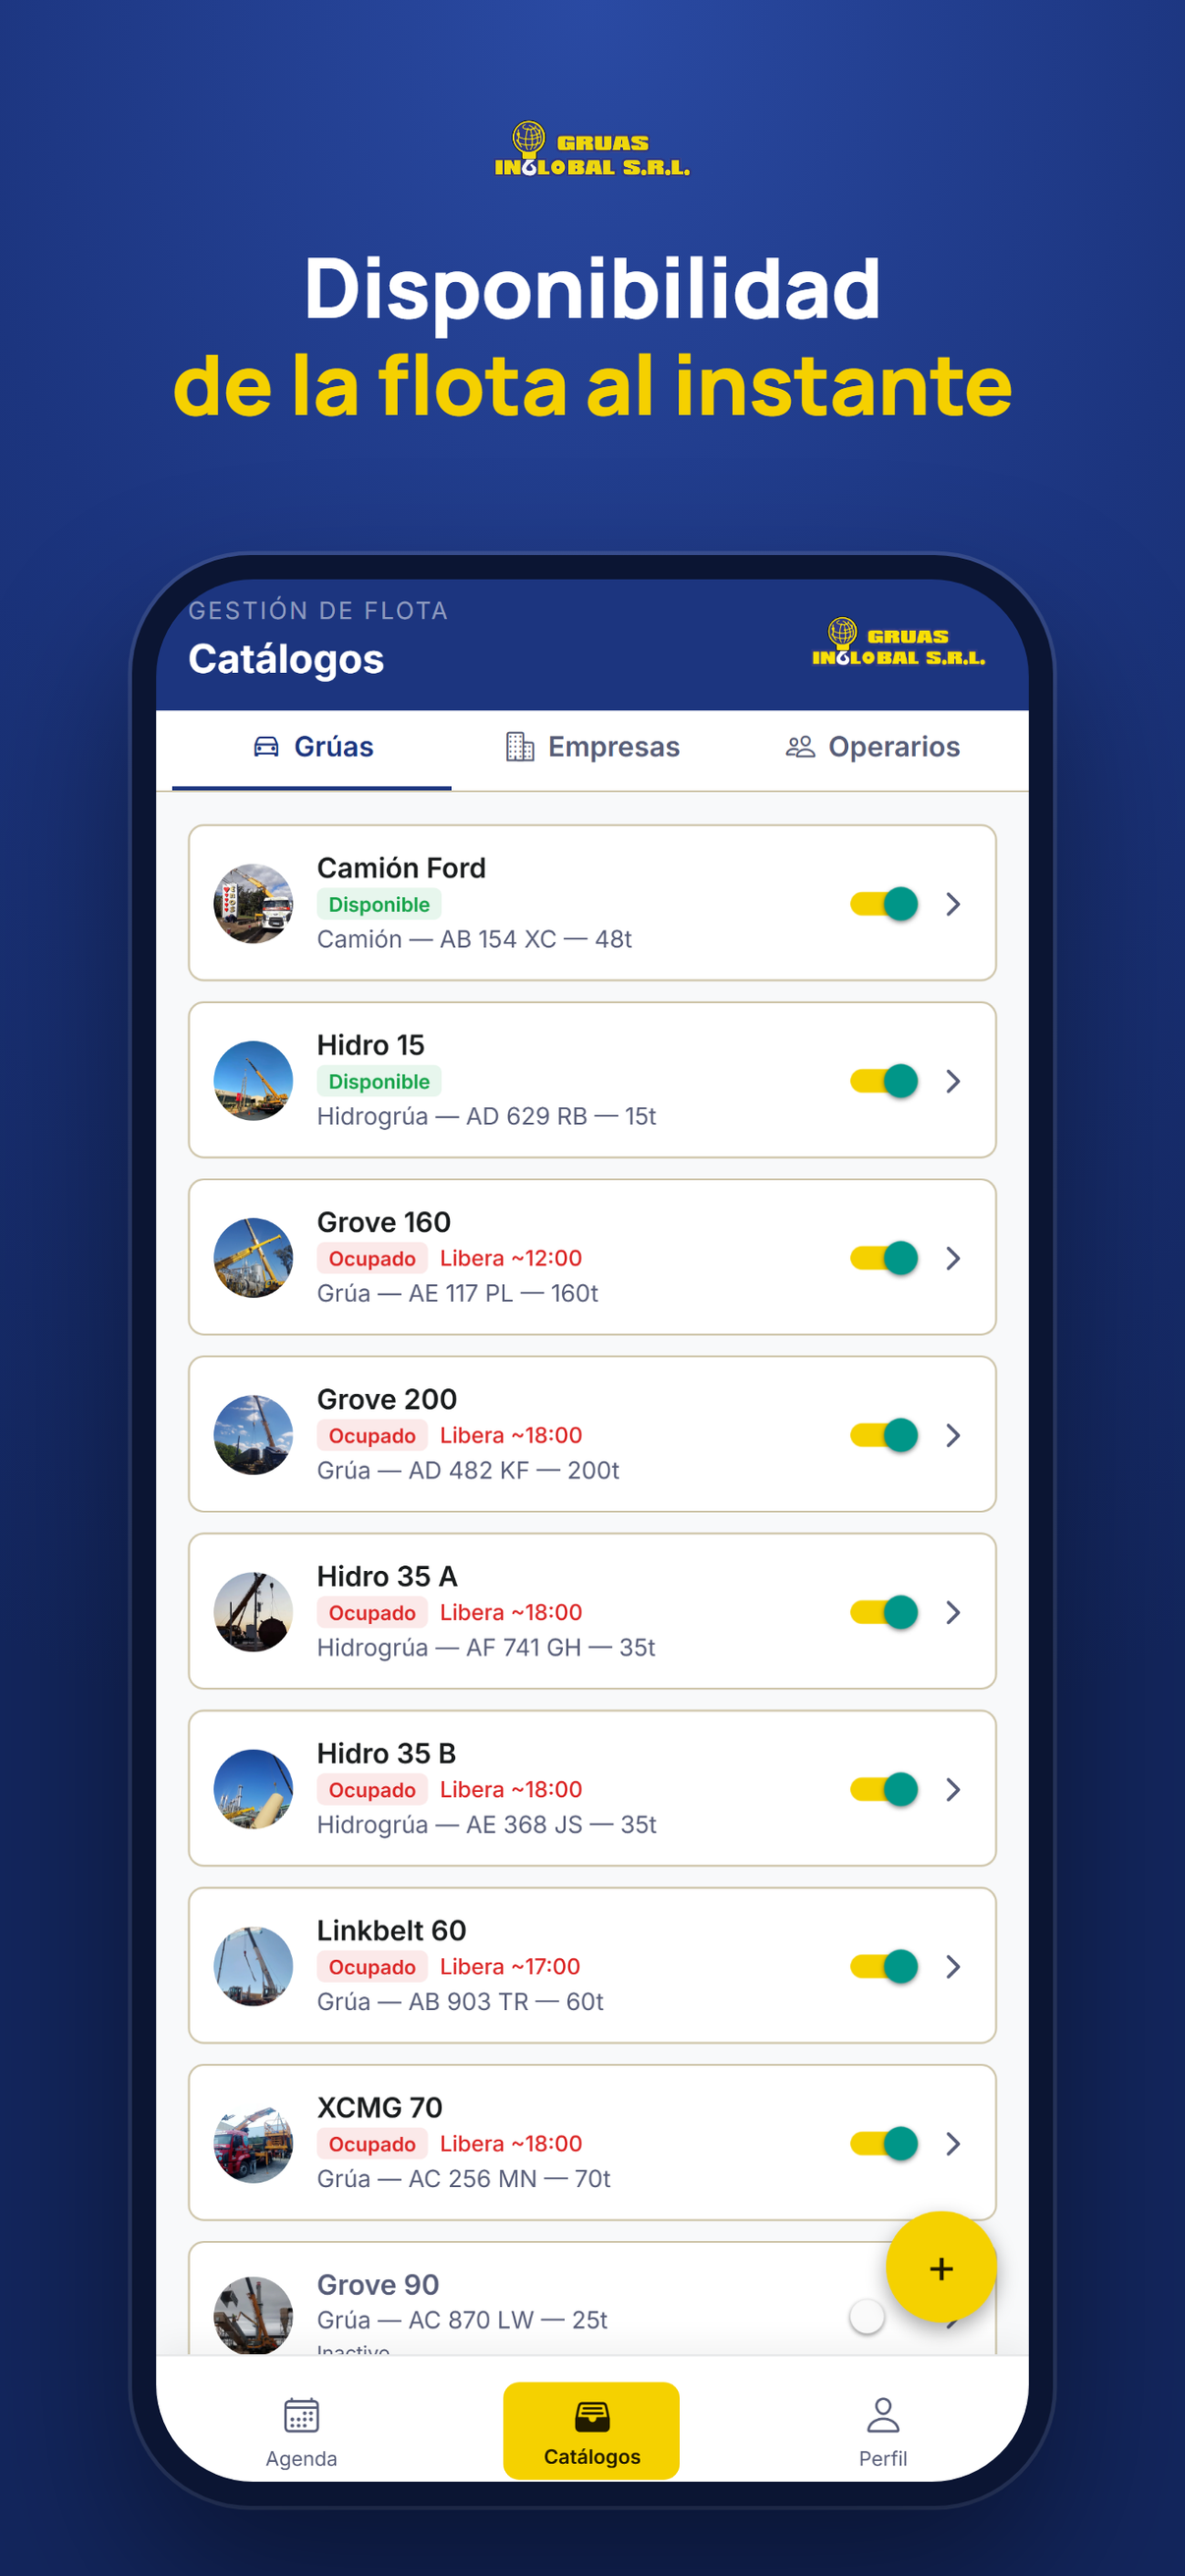 GRUAS
INGLOBAL S.R.L.
Disponibilidad
de la flota al instante
GESTIÓN DE FLOTA
Catálogos
GRUAS
INGLOBAL S.R.L.
Grúas
Empresas
Operarios
Camión Ford
Disponible
Camión — AB 154 XC — 48t
Hidro 15
Disponible
Hidrogrúa — AD 629 RB — 15t
Grove 160
Ocupado Libera ~12:00
Grúa — AE 117 PL — 160t
Grove 200
Ocupado Libera ~18:00
Grúa — AD 482 KF — 200t
Hidro 35 A
Ocupado Libera ~18:00
Hidrogrúa — AF 741 GH — 35t
Hidro 35 B
Ocupado Libera ~18:00
Hidrogrúa — AE 368 JS — 35t
Linkbelt 60
Ocupado Libera ~17:00
Grúa — AB 903 TR — 60t
XCMG 70
Ocupado Libera ~18:00
Grúa — AC 256 MN — 70t
+
Grove 90
Grúa — AC 870 LW — 25t
Inactivo
Agenda
Catálogos
Perfil